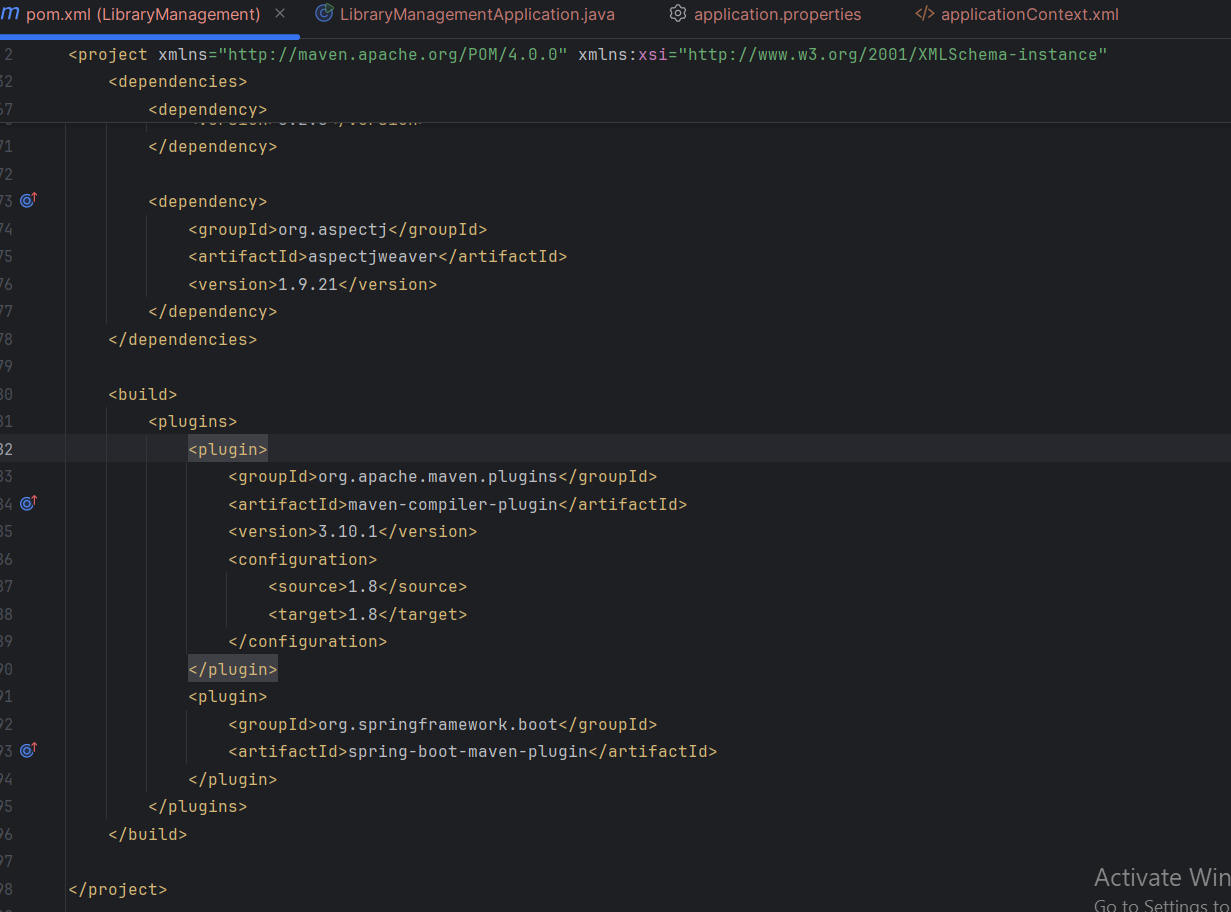 pom.xml (LibraryManagement)
LibraryManagementApplication.java
application.properties
applicationContext.xml
2 <project xmlns="http://maven.apache.org/POM/4.0.0" xmlns:xsi="http://www.w3.org/2001/XMLSchema-instance"
32 <dependencies>
67 <dependency>
71 </dependency>
72
73 <dependency>
74 <groupId>org.aspectj</groupId>
75 <artifactId>aspectjweaver</artifactId>
76 <version>1.9.21</version>
77 </dependency>
78 </dependencies>
79
80 <build>
81 <plugins>
82 <plugin>
83 <groupId>org.apache.maven.plugins</groupId>
84 <artifactId>maven-compiler-plugin</artifactId>
85 <version>3.10.1</version>
86 <configuration>
87 <source>1.8</source>
88 <target>1.8</target>
89 </configuration>
90 </plugin>
91 <plugin>
92 <groupId>org.springframework.boot</groupId>
93 <artifactId>spring-boot-maven-plugin</artifactId>
94 </plugin>
95 </plugins>
96 </build>
97
98 </project>
Activate Win
Go to Settings to